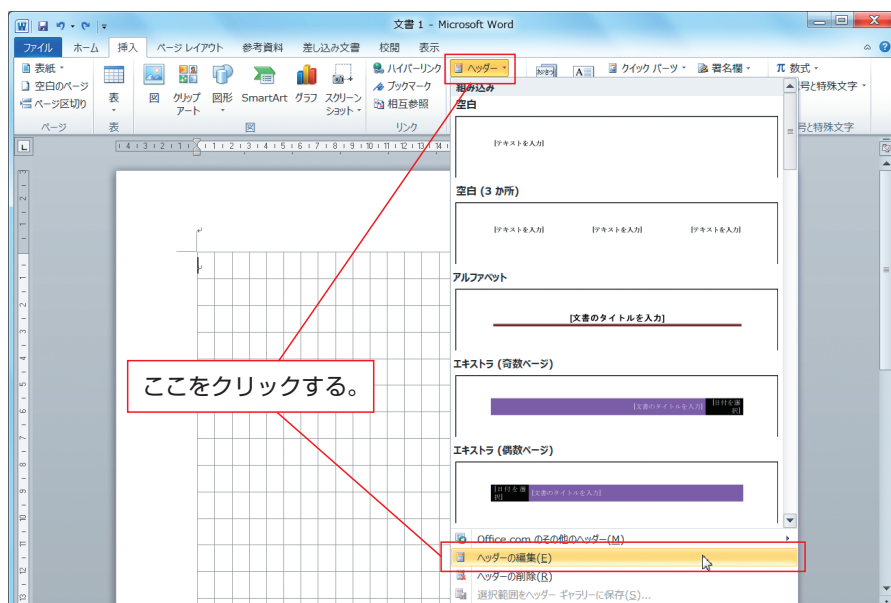 文書 1 - Microsoft Word
ファイル ホーム 挿入 ページ レイアウト 参考資料 差し込み文書 校閲 表示
表紙
空白のページ
ページ区切り
ページ
表
表
図
クリップ アート
図形
SmartArt
グラフ
スクリーン ショット
図
ハイパーリンク
ブックマーク
相互参照
リンク
ヘッダー
クイック パーツ
署名欄
π 数式
号と特殊文字
号と特殊文字
組み込み
空白
[テキストを入力]
空白 (3 か所)
[テキストを入力] [テキストを入力] [テキストを入力]
アルファベット
[文書のタイトルを入力]
エキストラ (奇数ページ)
[文書のタイトルを入力] [日付を選択]
エキストラ (偶数ページ)
[日付を選択] [文書のタイトルを入力]
Office.com のその他のヘッダー(M)
ヘッダーの編集(E)
ヘッダーの削除(R)
選択範囲をヘッダー ギャラリーに保存(S)...
ここをクリックする。